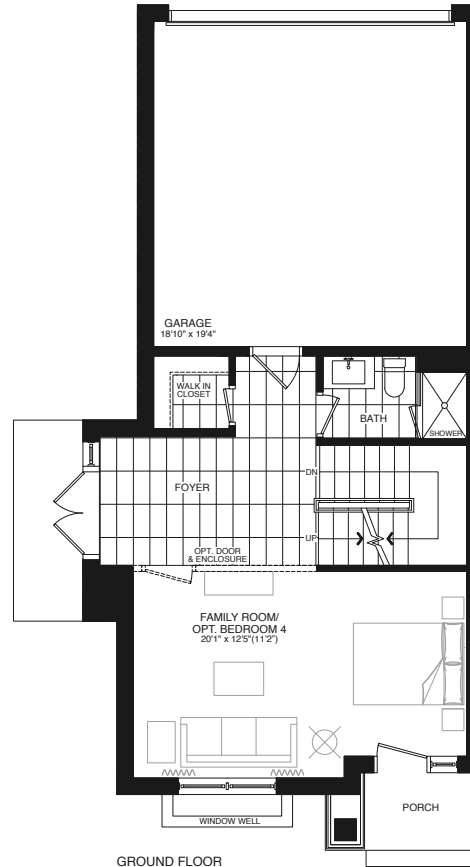 GARAGE
18'10" x 19'4"
WALK IN
CLOSET
BATH
SHOWER
DN
FOYER
UP
OPT. DOOR
& ENCLOSURE
FAMILY ROOM/
OPT. BEDROOM 4
20'1" x 12'5"(11'2")
PORCH
WINDOW WELL
GROUND FLOOR